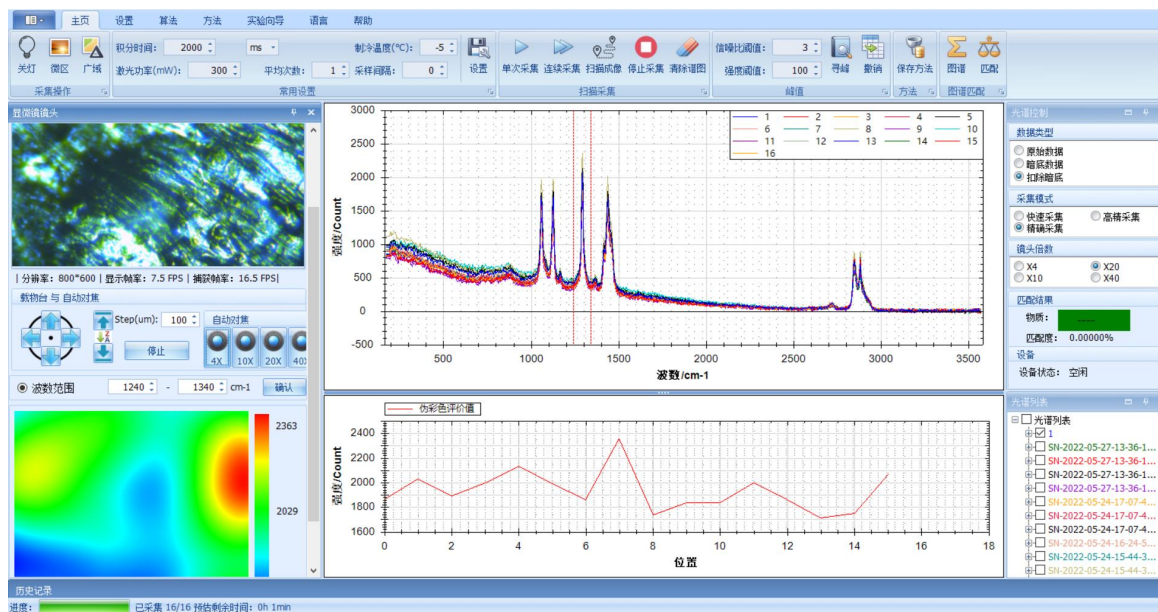 主页 设置 算法 方法 实验向导 语言 帮助
积分时间: 2000 ms 制冷温度(°C): -5
激光功率(mW): 300 平均次数: 1 采样间隔: 0
关灯 微区 广域 设置 单次采集 连续采集 扫描成像 停止采集 清除谱图
信噪比阈值: 3
强度阈值: 100 寻峰 撤销 保存方法 图谱 匹配
采集操作 常用设置 扫描采集 峰值 方法 图谱匹配
显微镜镜头
| 分辨率: 800*600 | 显示帧率: 7.5 FPS | 捕获帧率: 16.5 FPS|
载物台 与 自动对焦
Step(um): 100 自动对焦
停止
4X 10X 20X 40X
波数范围 1240 - 1340 cm-1 确认
2363
2029
强度/Count
3000
2500
2000
1500
1000
500
0
-500
500 1000 1500 2000 2500 3000 3500
波数/cm-1
1 2 3 4 5
6 7 8 9 10
11 12 13 14 15
16
伪彩色评价值
强度/Count
2400
2200
2000
1800
1600
0 2 4 6 8 10 12 14 16 18
位置
光谱控制
数据类型
原始数据
暗底数据
扣除暗底
采集模式
快速采集 高精采集
精确采集
镜头倍数
X4 X20
X10 X40
匹配结果
物质: ----
匹配度: 0.00000%
设备
设备状态: 空闲
光谱列表
光谱列表
1
SN-2022-05-27-13-36-1...
SN-2022-05-27-13-36-1...
SN-2022-05-27-13-36-1...
SN-2022-05-27-13-36-1...
SN-2022-05-24-17-07-4...
SN-2022-05-24-17-07-4...
SN-2022-05-24-17-07-4...
SN-2022-05-24-16-24-5...
SN-2022-05-24-15-44-3...
SN-2022-05-24-15-44-3...
历史记录
进度: 已采集 16/16 预估剩余时间: 0h 1min